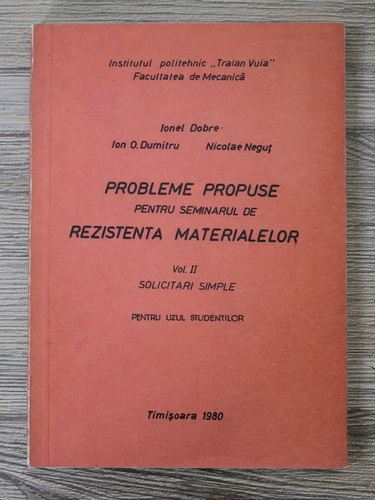 Institutul politehnic „Traian Vuia"
Facultatea de Mecanică
Ionel Dobre
Ion O. Dumitru Nicolae Neguț
PROBLEME PROPUSE
PENTRU SEMINARUL DE
REZISTENTA MATERIALELOR
Vol. II
SOLICITARI SIMPLE
PENTRU UZUL STUDENTILOR
Timișoara 1980